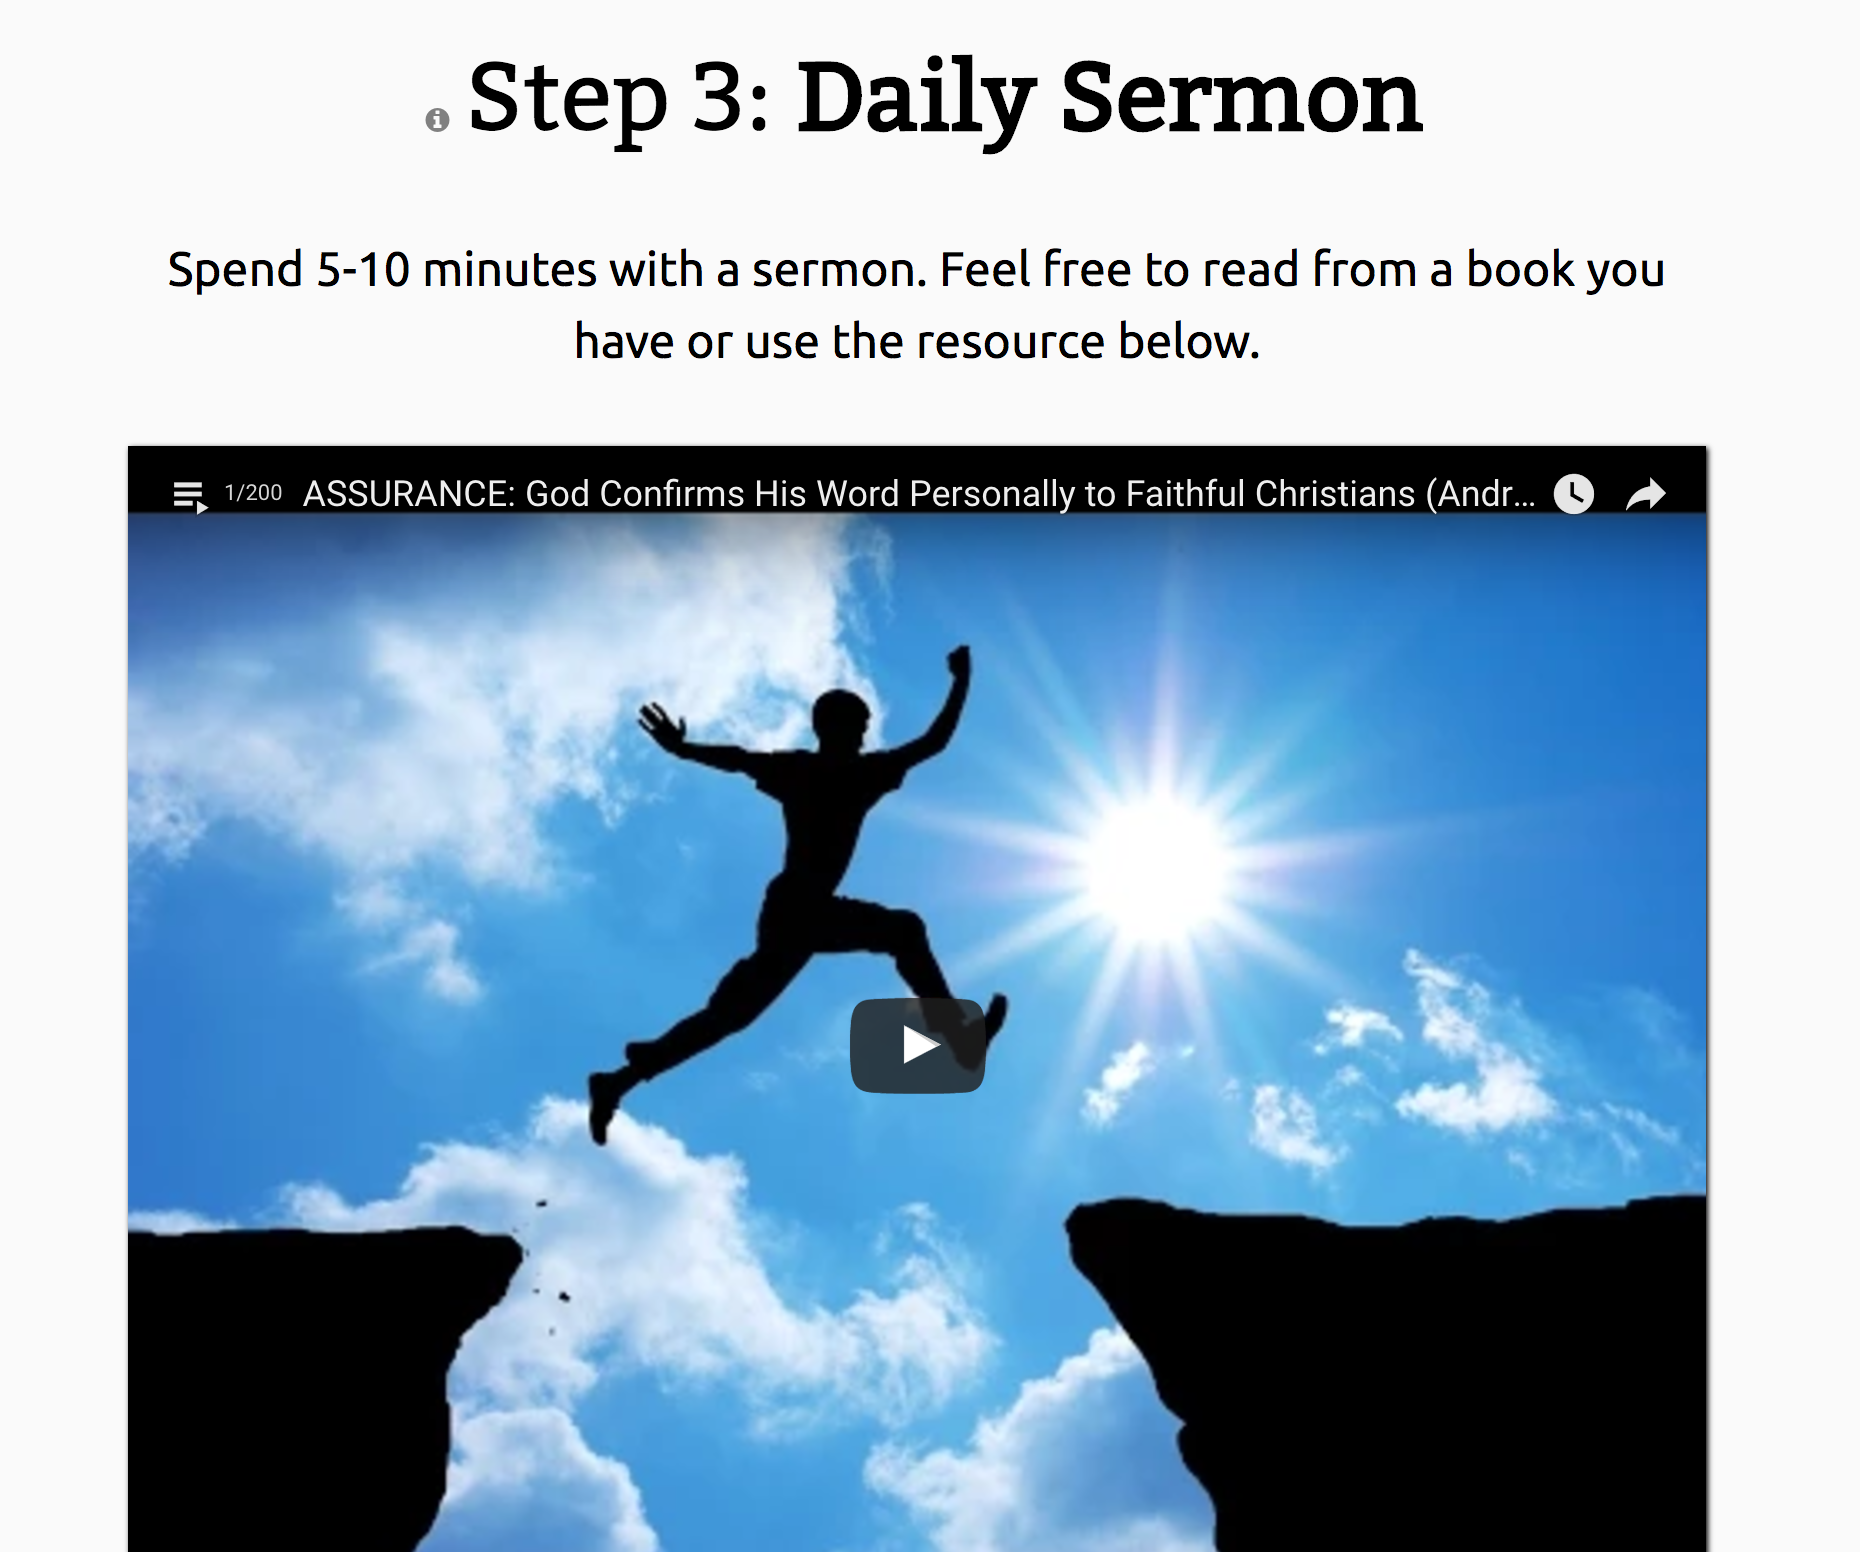 Step 3: Daily Sermon
Spend 5-10 minutes with a sermon. Feel free to read from a book you
have or use the resource below.
1/200 ASSURANCE: God Confirms His Word Personally to Faithful Christians (Andr...